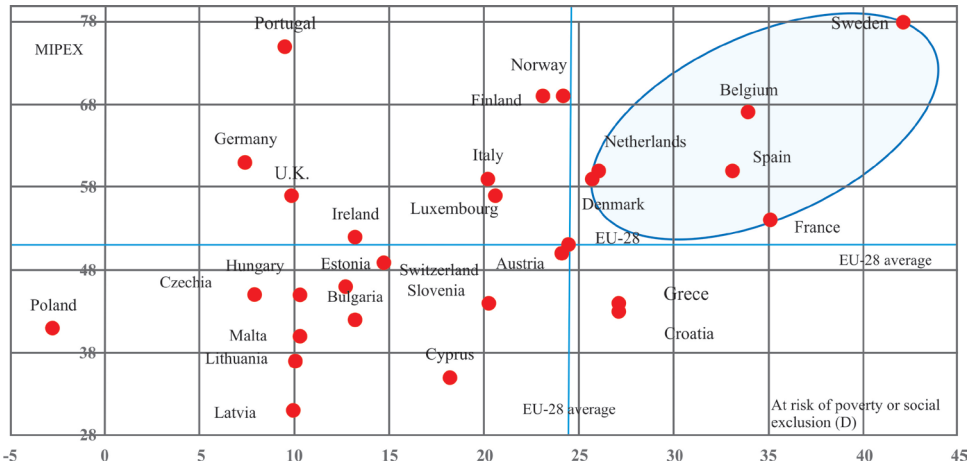 78
Portugal
Sweden
MIPEX
Norway
Belgium
Finland
68
Germany
Netherlands
Italy
Spain
U.K.
58
Luxembourg
Denmark
Ireland
France
EU-28
EU-28 average
Hungary
Estonia
Switzerland
Austria
48
Czechia
Bulgaria
Slovenia
Greece
Poland
Malta
Croatia
38
Lithuania
Cyprus
Latvia
EU-28 average
At risk of poverty or social
exclusion (D)
28
-5 0 5 10 15 20 25 30 35 40 45